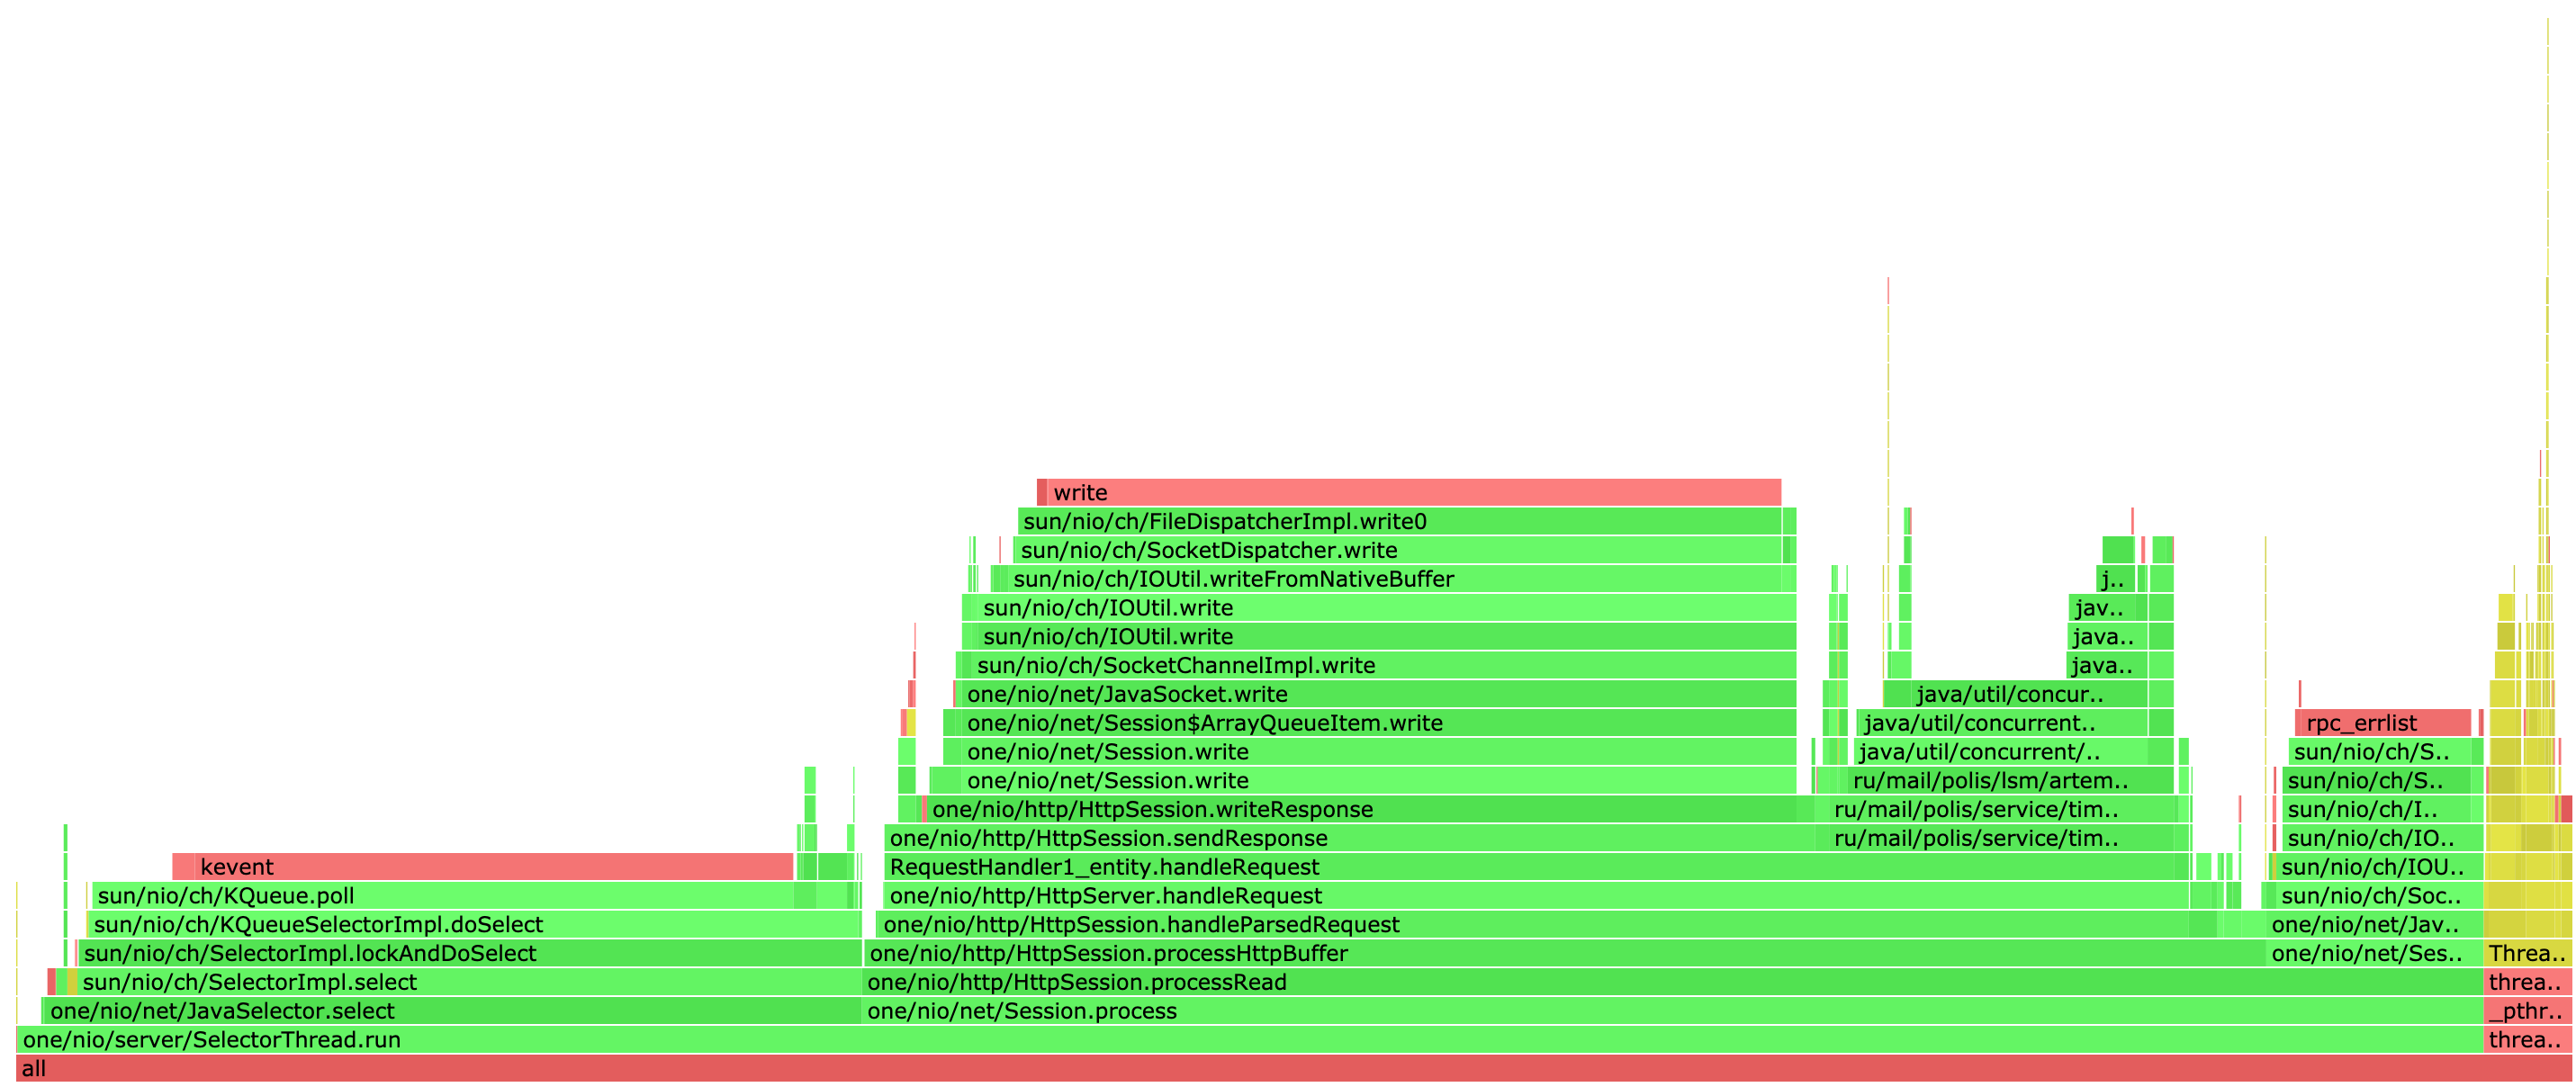 write
sun/nio/ch/FileDispatcherImpl.write0
sun/nio/ch/SocketDispatcher.write
sun/nio/ch/IOUtil.writeFromNativeBuffer j..
sun/nio/ch/IOUtil.write jav..
sun/nio/ch/IOUtil.write java..
sun/nio/ch/SocketChannelImpl.write java..
one/nio/net/JavaSocket.write java/util/concur..
one/nio/net/Session$ArrayQueueItem.write java/util/concurrent.. rpc_errlist
one/nio/net/Session.write java/util/concurrent/.. sun/nio/ch/S..
one/nio/net/Session.write ru/mail/polis/lsm/artem.. sun/nio/ch/S..
one/nio/http/HttpSession.writeResponse ru/mail/polis/service/tim.. sun/nio/ch/I..
one/nio/http/HttpSession.sendResponse ru/mail/polis/service/tim.. sun/nio/ch/IO..
kevent RequestHandler1_entity.handleRequest sun/nio/ch/IOU..
sun/nio/ch/KQueue.poll one/nio/http/HttpServer.handleRequest sun/nio/ch/Soc..
sun/nio/ch/KQueueSelectorImpl.doSelect one/nio/http/HttpSession.handleParsedRequest one/nio/net/Jav..
sun/nio/ch/SelectorImpl.lockAndDoSelect one/nio/http/HttpSession.processHttpBuffer one/nio/net/Ses.. Threa..
sun/nio/ch/SelectorImpl.select one/nio/http/HttpSession.processRead threa..
one/nio/net/JavaSelector.select one/nio/net/Session.process _pthr..
one/nio/server/SelectorThread.run threa..
all